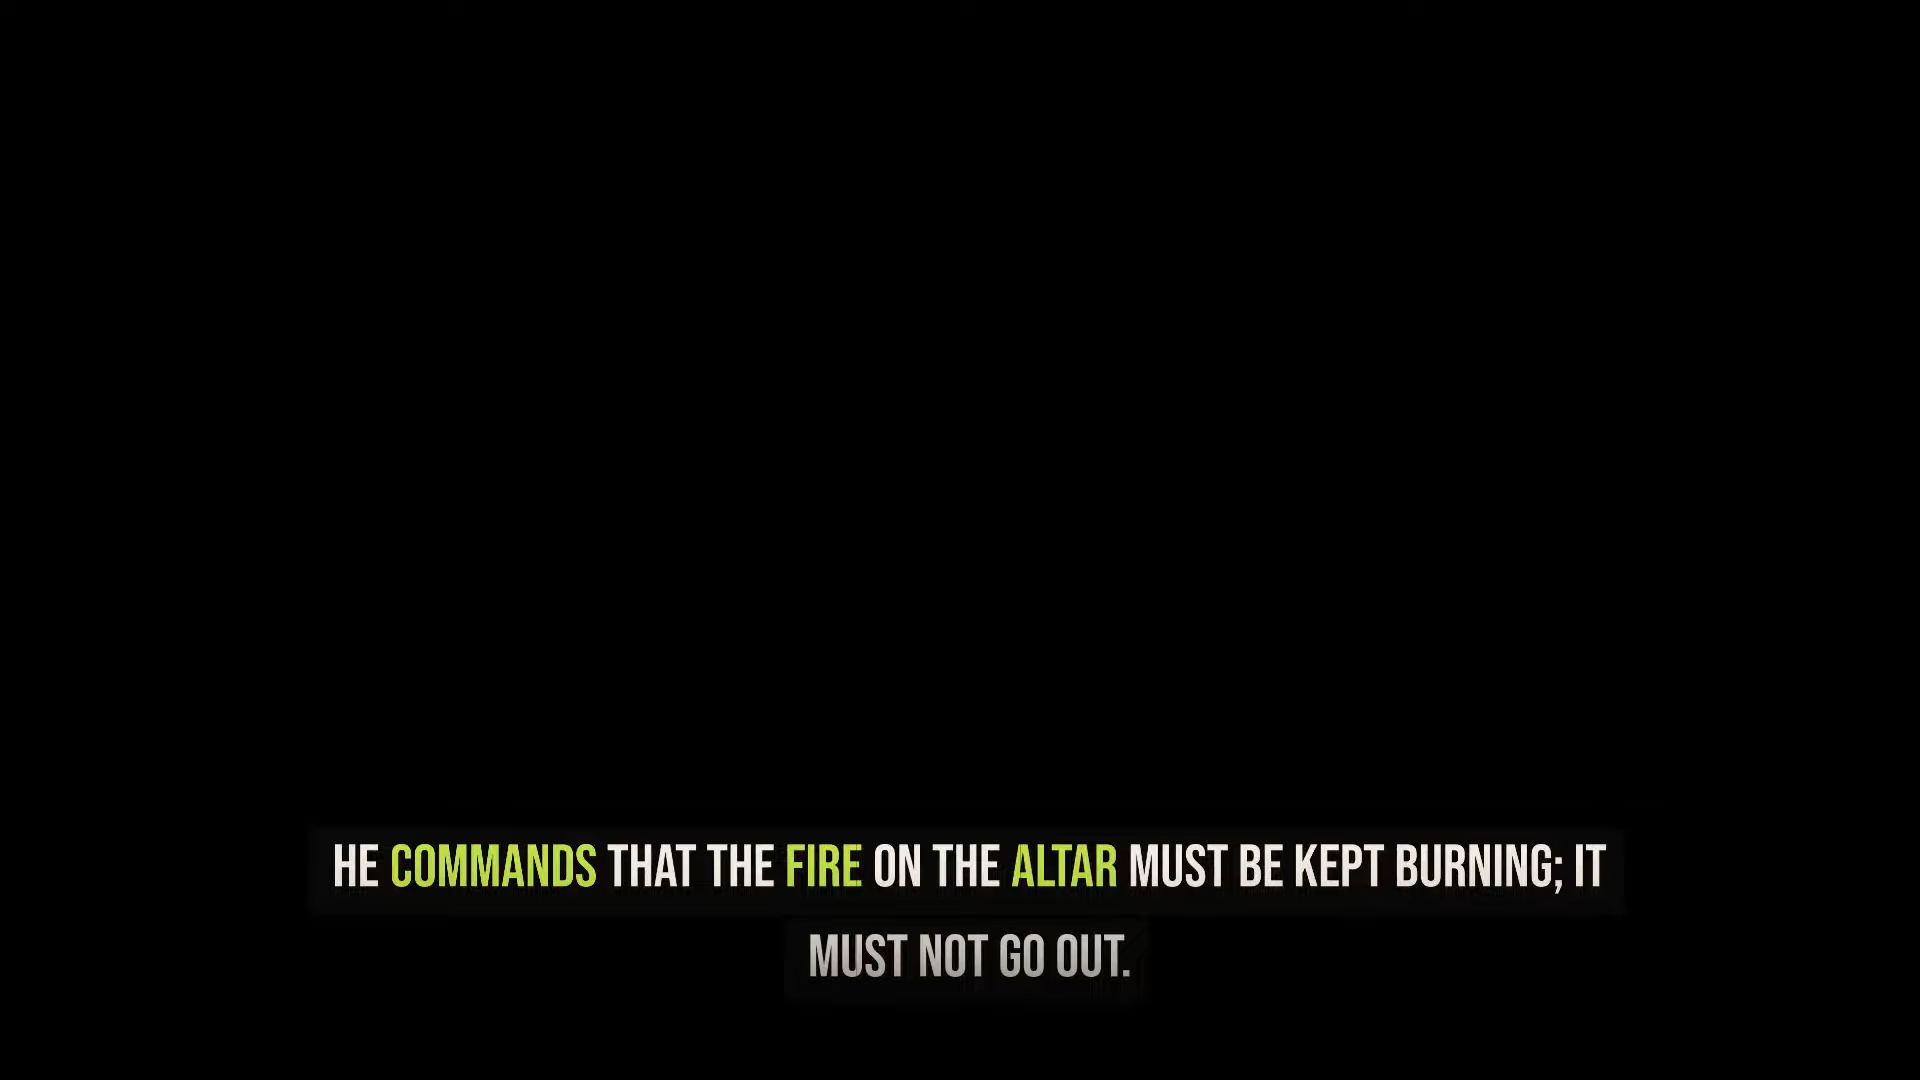 HE COMMANDS THAT THE FIRE ON THE ALTAR MUST BE KEPT BURNING; IT
MUST NOT GO OUT.